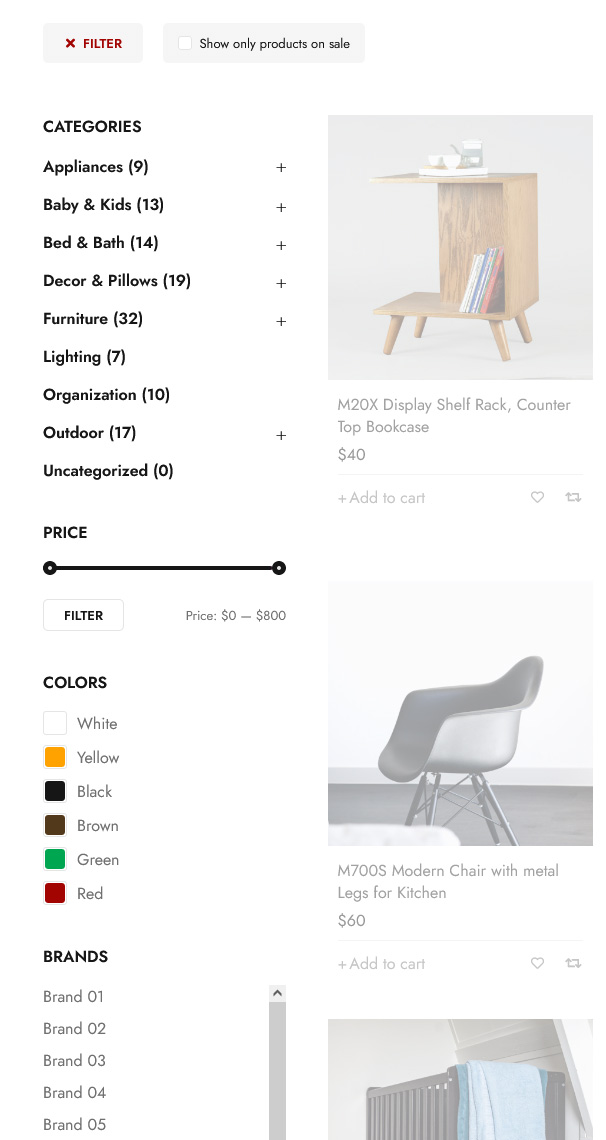 FILTER
Show only products on sale
CATEGORIES
Appliances (9)
Baby & Kids (13)
Bed & Bath (14)
Decor & Pillows (19)
Furniture (32)
Lighting (7)
Organization (10)
Outdoor (17)
Uncategorized (0)
PRICE
FILTER
Price: $0 — $800
COLORS
White
Yellow
Black
Brown
Green
Red
BRANDS
Brand 01
Brand 02
Brand 03
Brand 04
Brand 05
M20X Display Shelf Rack, Counter
Top Bookcase
$40
+ Add to cart
M700S Modern Chair with metal
Legs for Kitchen
$60
+ Add to cart